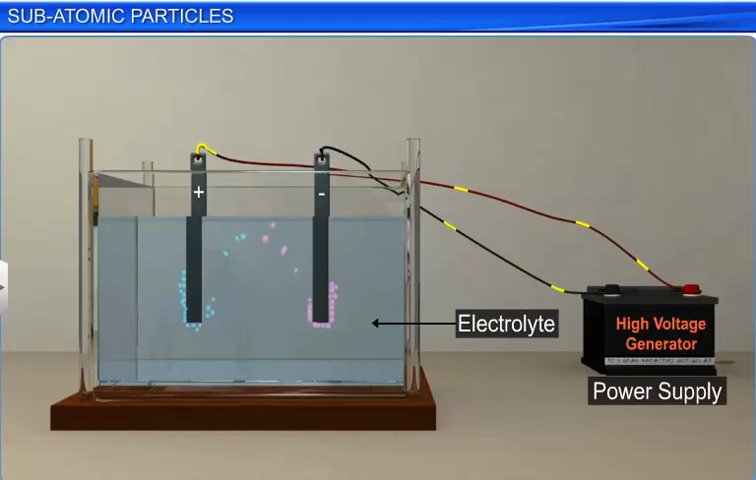 SUB-ATOMIC PARTICLES
+
-
Electrolyte
High Voltage
Generator
Power Supply